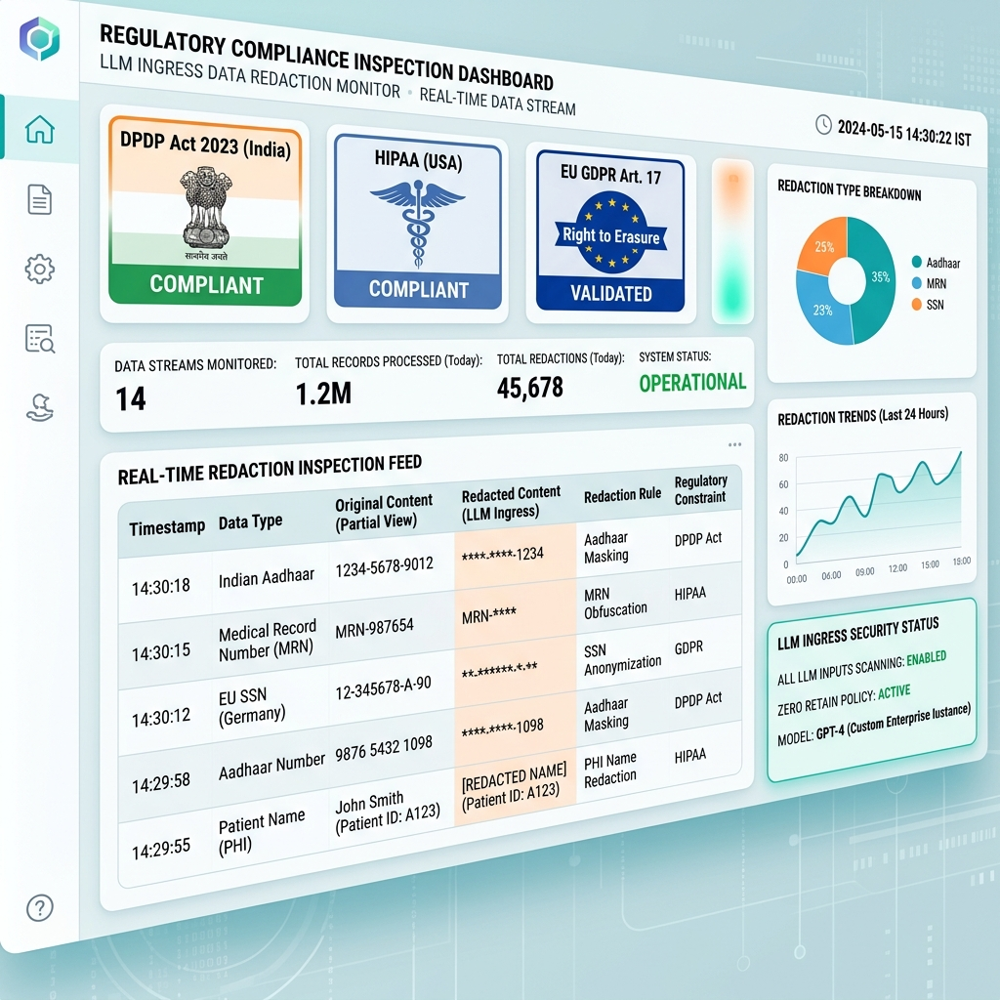 REGULATORY COMPLIANCE INSPECTION DASHBOARD
LLM INGRESS DATA REDACTION MONITOR • REAL-TIME DATA STREAM
2024-05-15 14:30:22 IST
DPDP Act 2023 (India)
सत्यमेव जयते
COMPLIANT
HIPAA (USA)
COMPLIANT
EU GDPR Art. 17
Right to Erasure
VALIDATED
REDACTION TYPE BREAKDOWN
25%
35%
23%
Aadhaar
MRN
SSN
DATA STREAMS MONITORED:
14
TOTAL RECORDS PROCESSED (Today):
1.2M
TOTAL REDACTIONS (Today):
45,678
SYSTEM STATUS:
OPERATIONAL
REDACTION TRENDS (Last 24 Hours)
80
60
40
20
0
00:00 06.00 09.00 12.00 15:00 18:00
REAL-TIME REDACTION INSPECTION FEED
Timestamp
Data Type
Original Content
(Partial View)
Redacted Content
(LLM Ingress)
Redaction Rule
Regulatory
Constraint
14:30:18
Indian Aadhaar
1234-5678-9012
****-****-1234
Aadhaar
Masking
DPDP Act
14:30:15
Medical Record
Number (MRN)
MRN-987654
MRN-****
MRN
Obfuscation
HIPAA
14:30:12
EU SSN
(Germany)
12-345678-A-90
**-******-*-**
SSN
Anonymization
GDPR
14:29:58
Aadhaar Number
9876 5432 1098
****-****-1098
Aadhaar
Masking
DPDP Act
14:29:55
Patient Name
(PHI)
John Smith
(Patient ID: A123)
[REDACTED NAME]
(Patient ID: A123)
PHI Name
Redaction
HIPAA
LLM INGRESS SECURITY STATUS
ALL LLM INPUTS SCANNING: ENABLED
ZERO RETAIN POLICY: ACTIVE
MODEL: GPT-4 (Custom Enterprise Iustance)
?